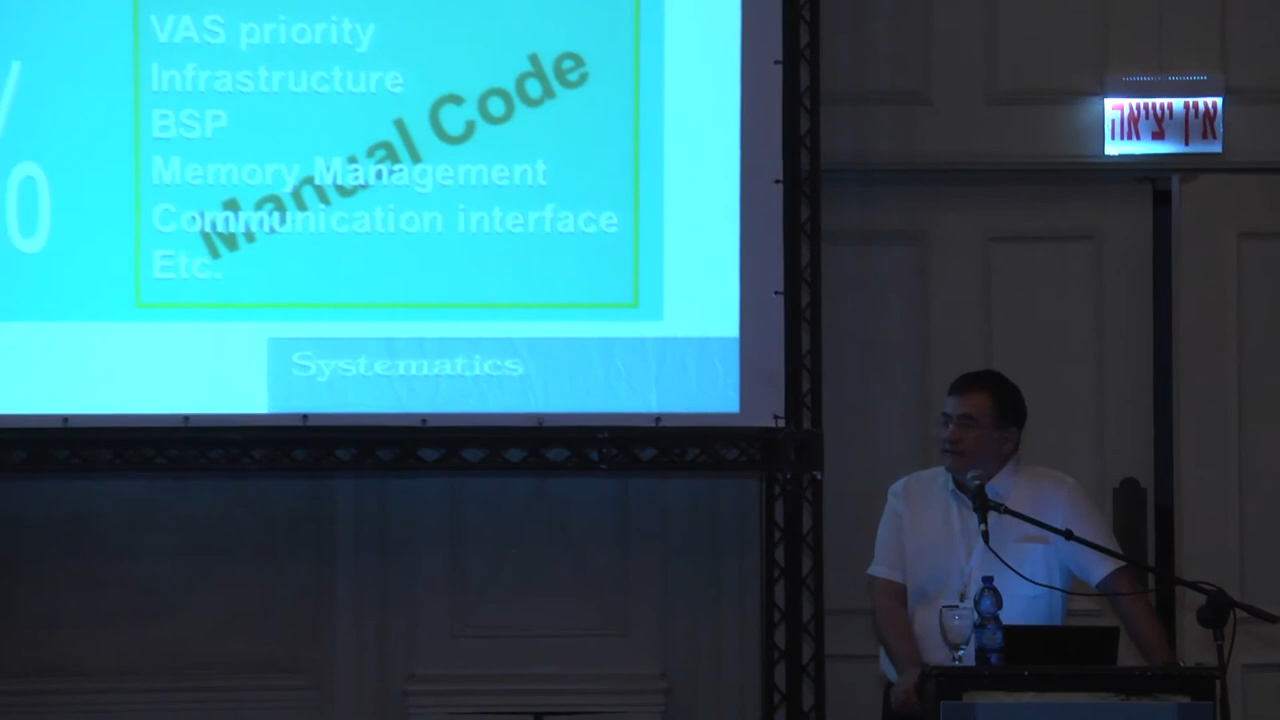 VAS priority
Infrastructure
BSP
Memory Management
Communication interface
Etc.
Manual Code
%
Systematics
אין יציאה